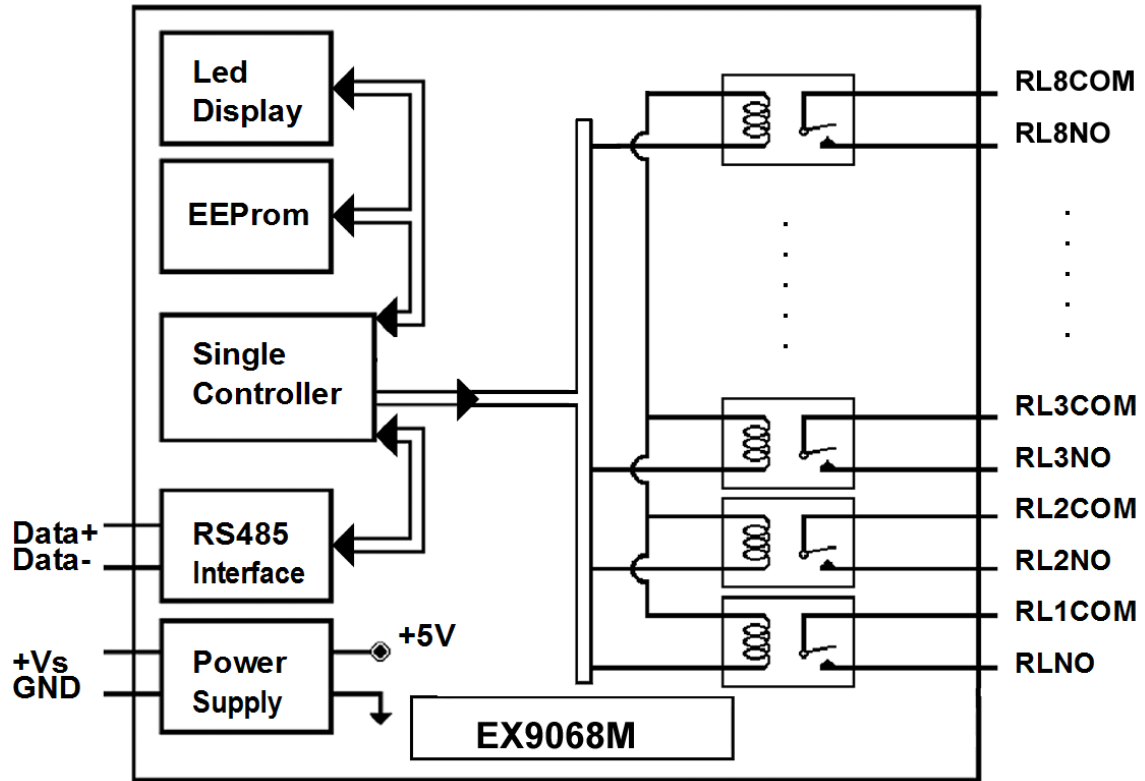 Led
Display
EEProm
Single
Controller
RS485
Interface
Power
Supply
Data+
Data-
+Vs
GND
+5V
EX9068M
RL8COM
RL8NO
RL3COM
RL3NO
RL2COM
RL2NO
RL1COM
RLNO